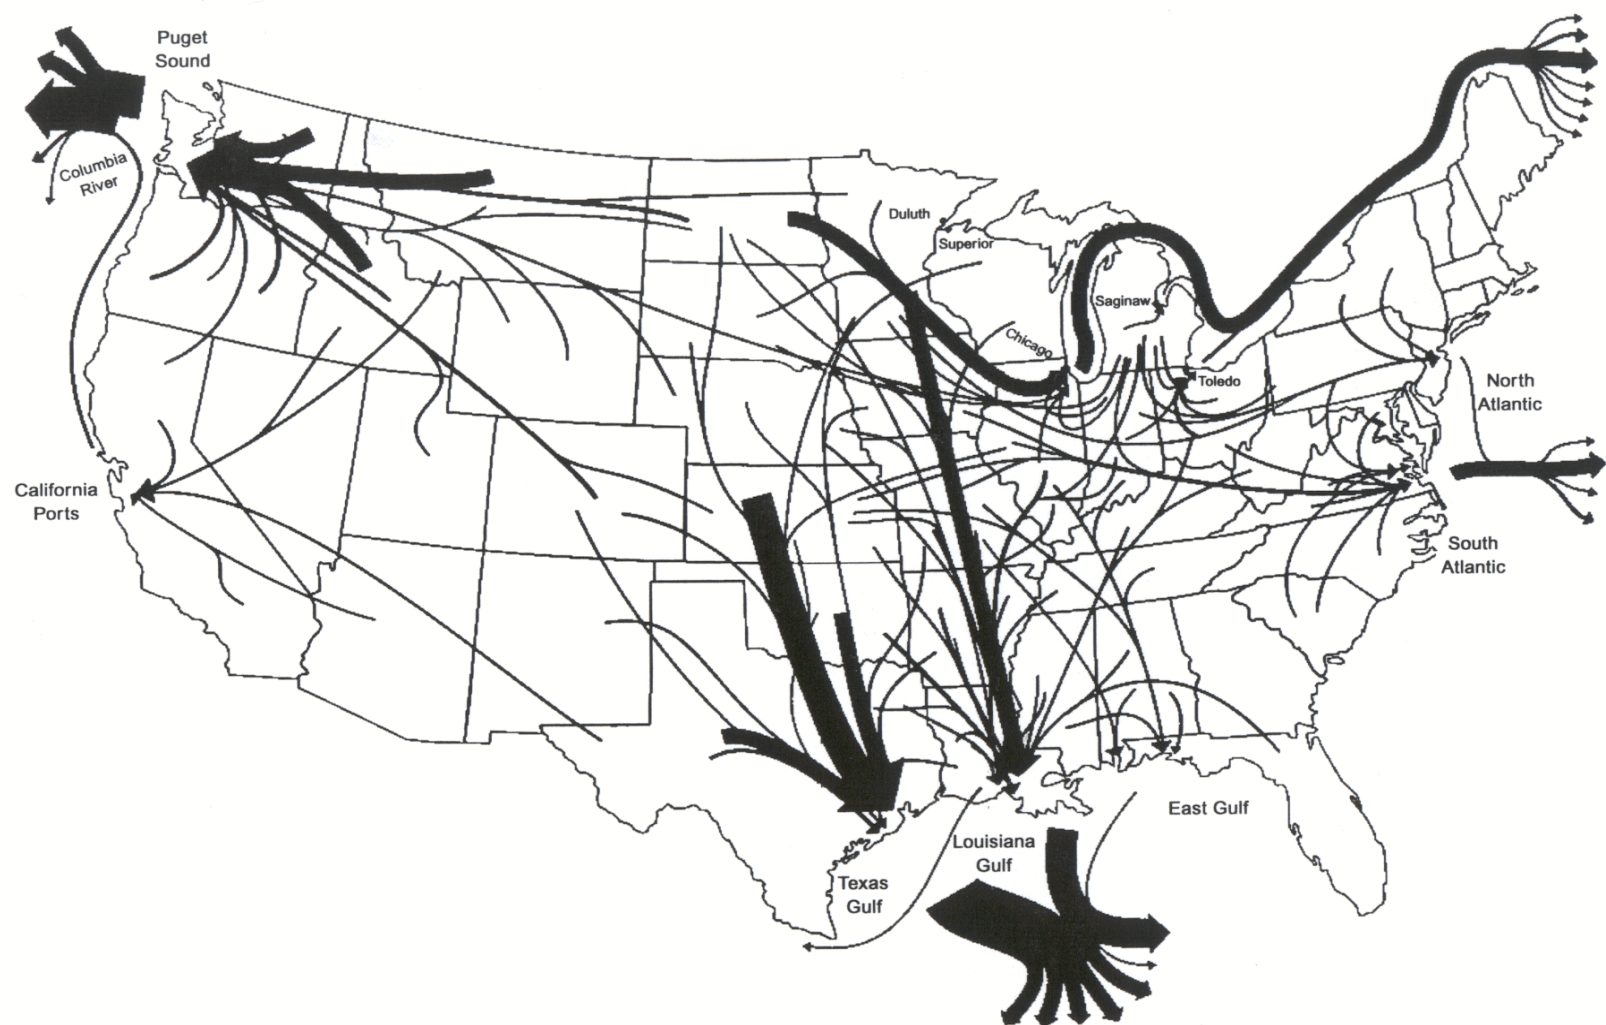 Puget
Sound
Columbia
River
Duluth
Superior
Saginaw
Chicago
Toledo
North
Atlantic
California
Ports
South
Atlantic
East Gulf
Louisiana
Gulf
Texas
Gulf